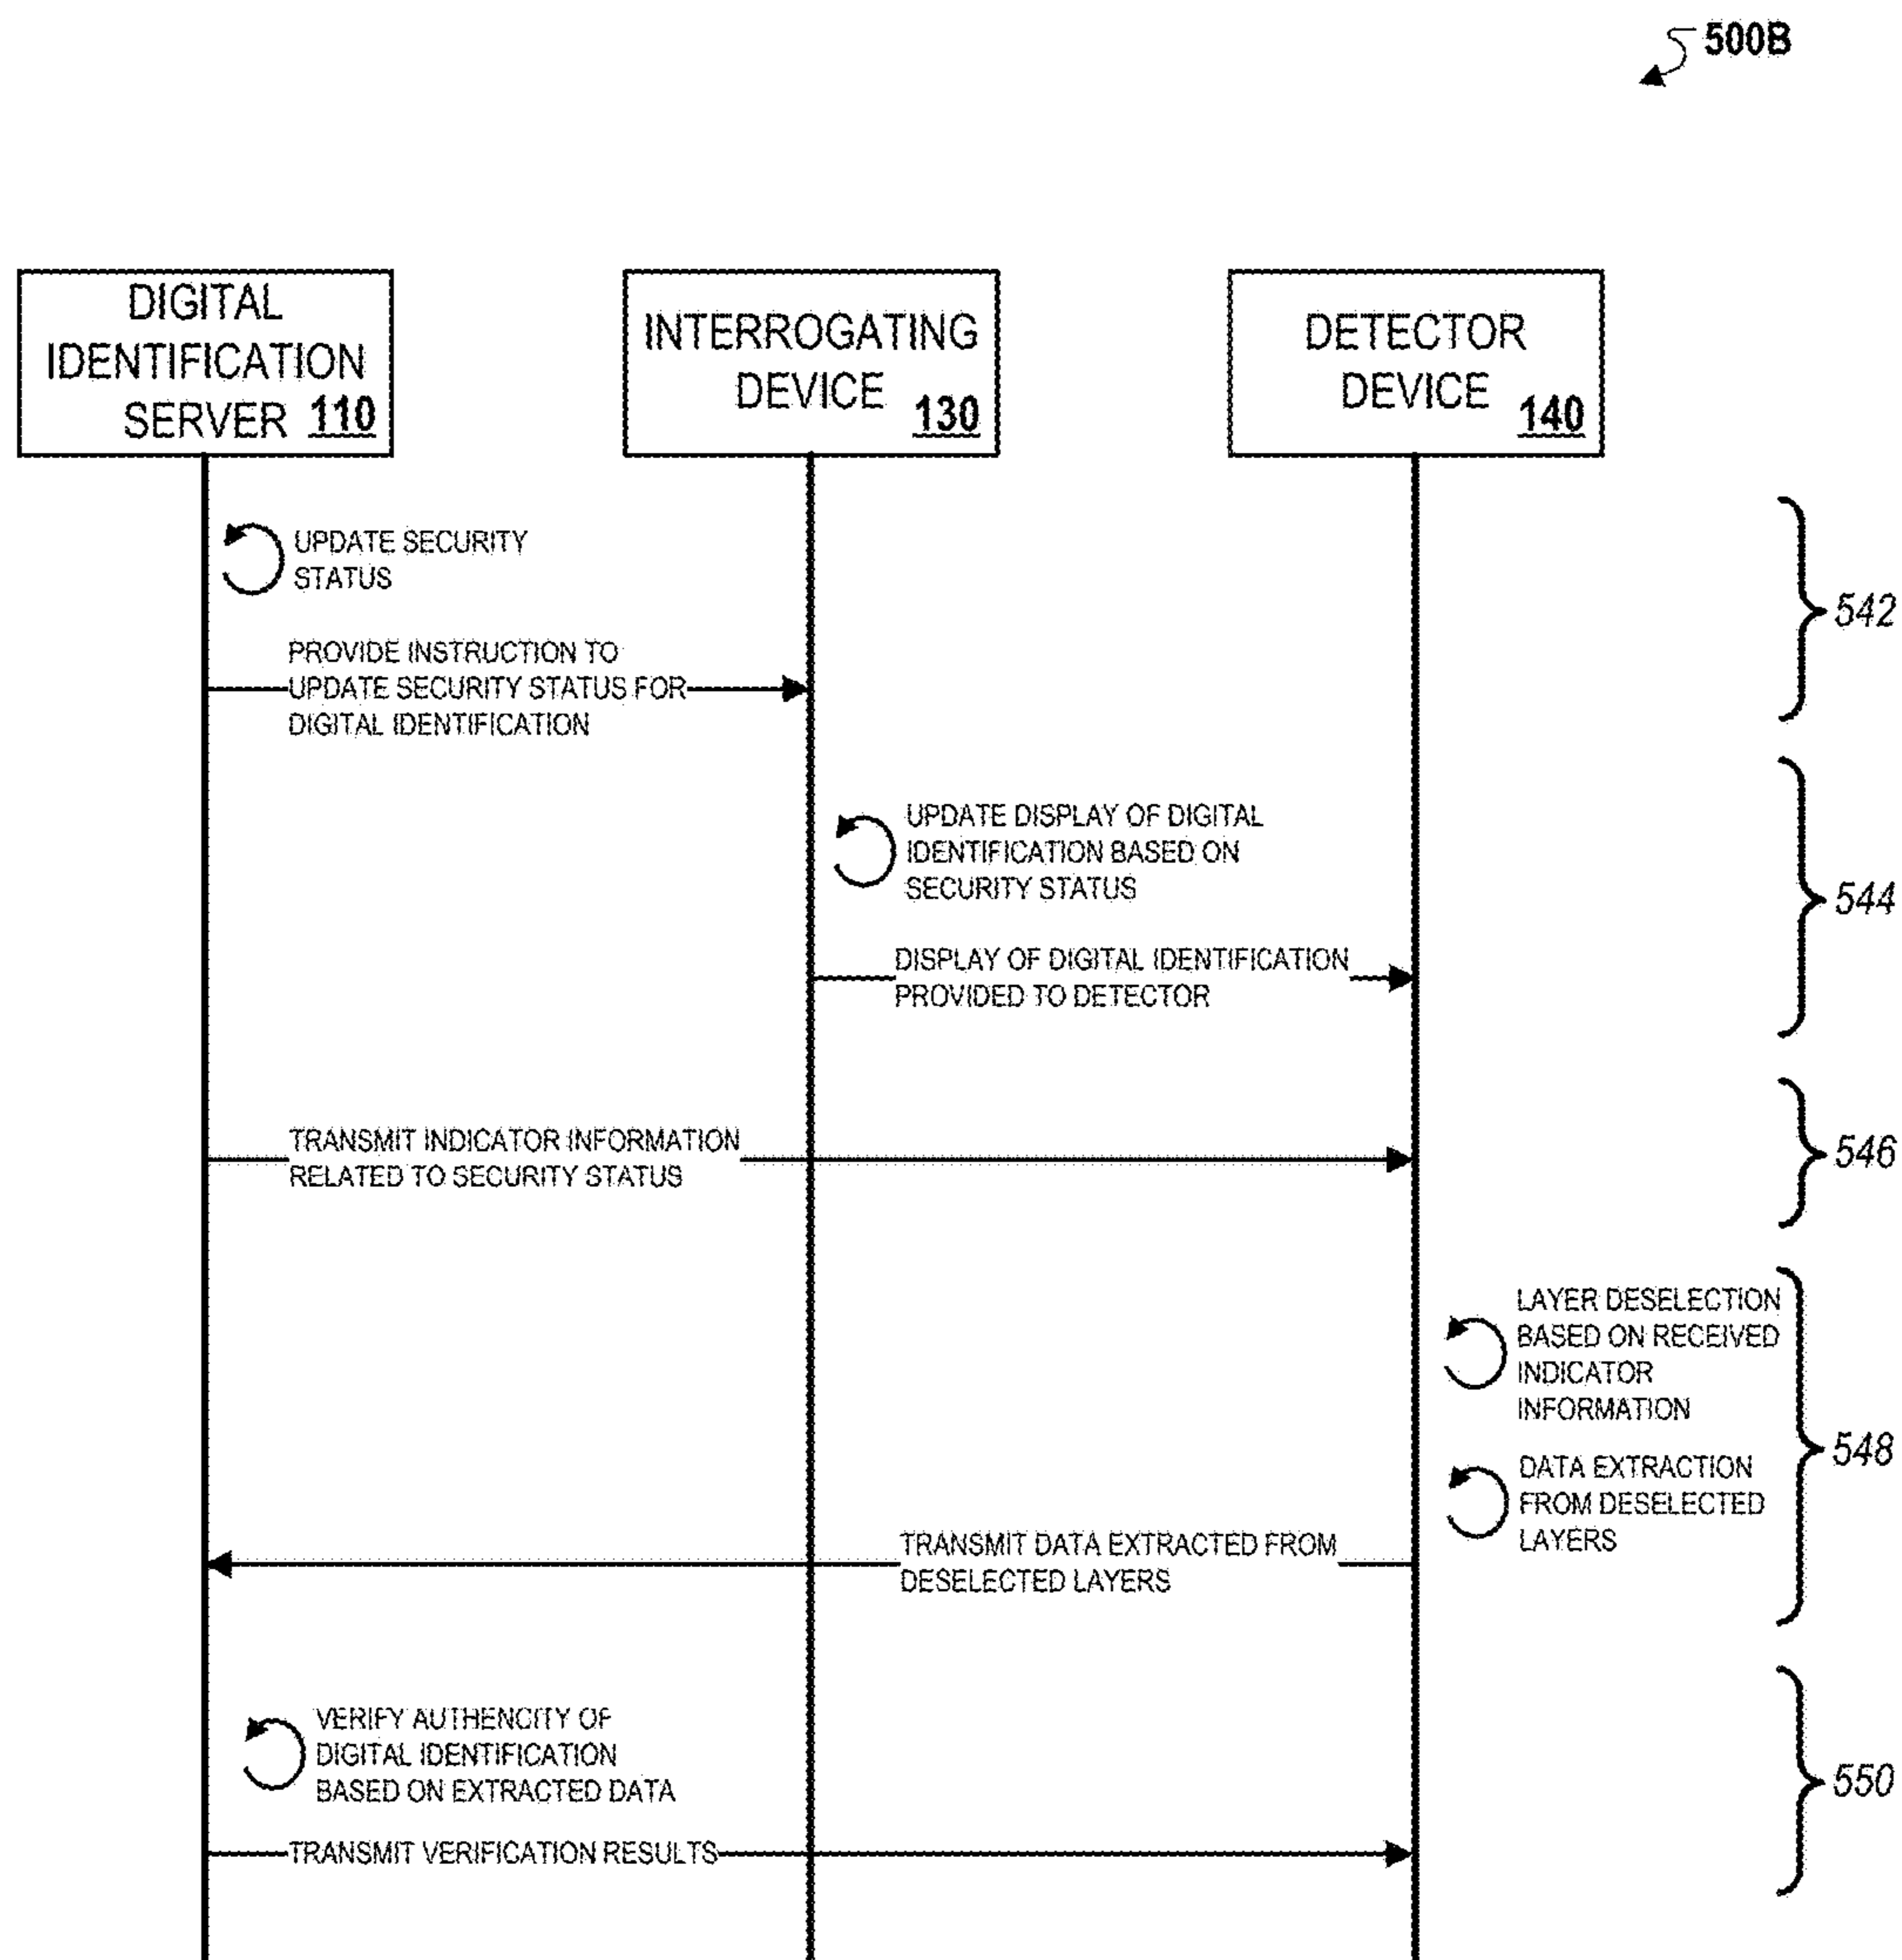 500B
DIGITAL
IDENTIFICATION
SERVER 110
INTERROGATING
DEVICE 130
DETECTOR
DEVICE 140
UPDATE SECURITY
STATUS
PROVIDE INSTRUCTION TO
UPDATE SECURITY STATUS FOR
DIGITAL IDENTIFICATION
542
UPDATE DISPLAY OF DIGITAL
IDENTIFICATION BASED ON
SECURITY STATUS
DISPLAY OF DIGITAL IDENTIFICATION
PROVIDED TO DETECTOR
544
TRANSMIT INDICATOR INFORMATION
RELATED TO SECURITY STATUS
546
LAYER DESELECTION
BASED ON RECEIVED
INDICATOR
INFORMATION
DATA EXTRACTION
FROM DESELECTED
LAYERS
TRANSMIT DATA EXTRACTED FROM
DESELECTED LAYERS
548
VERIFY AUTHENCITY OF
DIGITAL IDENTIFICATION
BASED ON EXTRACTED DATA
TRANSMIT VERIFICATION RESULTS
550